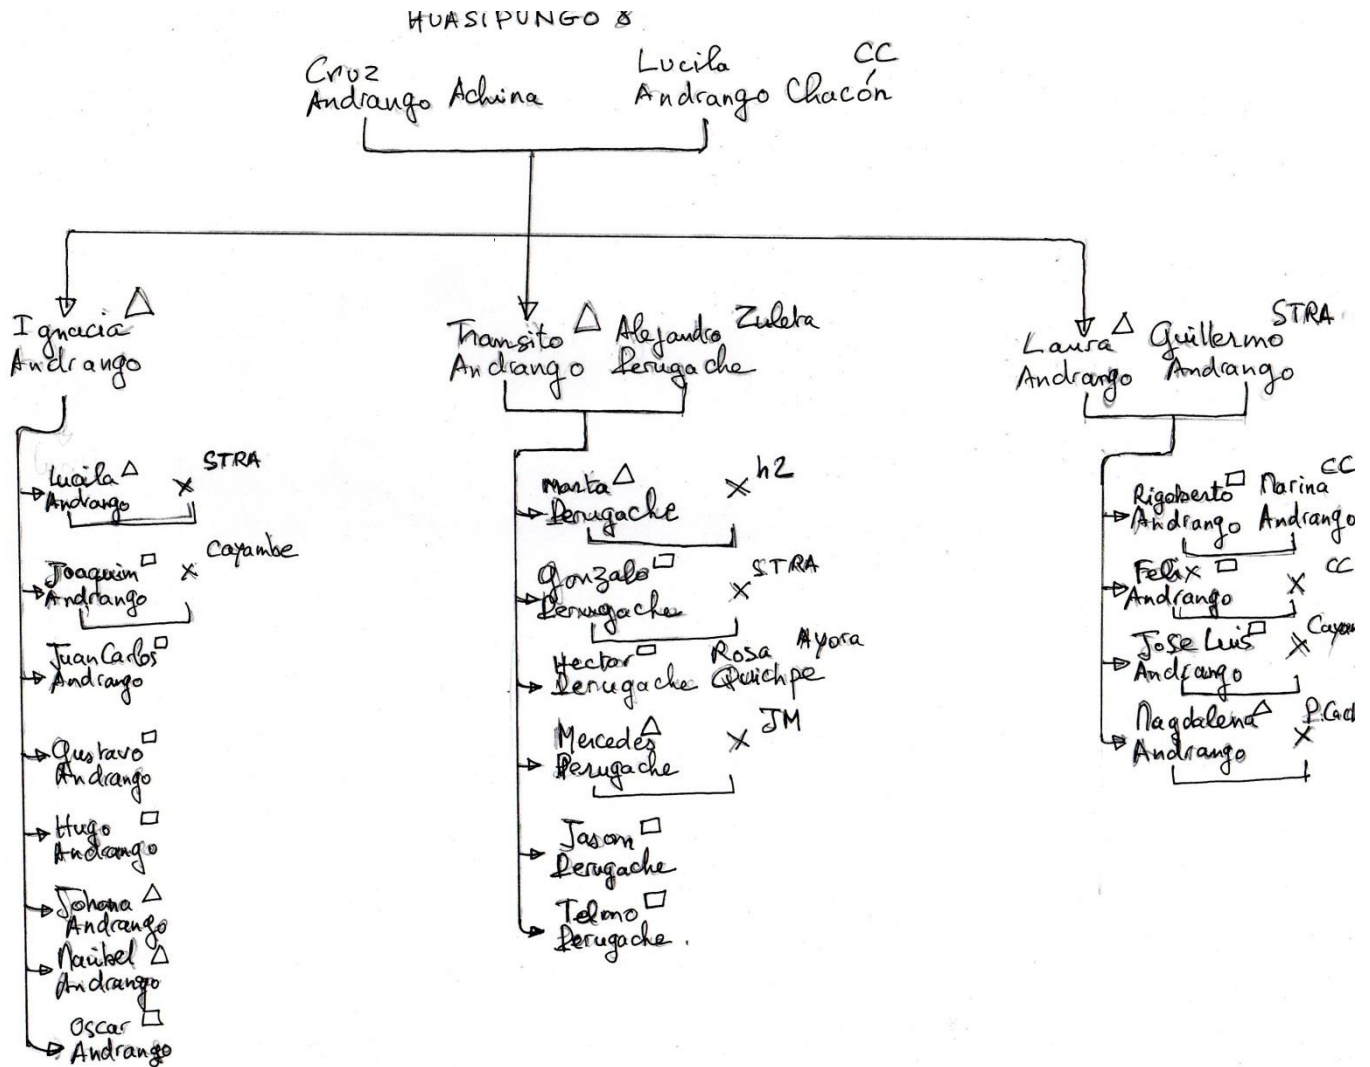 HUASIPUNGO 8
Cruz
Andrango Achina
Lucila CC
Andrango Chacón
Ignacia
Andrango
Transito
Andrango
Alejandro Zuleta
Perugache
Laura
Andrango
Guillermo STRA
Andrango
Lucila STRA
Andrango X
Joaquim Cayambe
Andrango X
Juan Carlos
Andrango
Gustavo
Andrango
Hugo
Andrango
Johana
Andrango
Maribel
Andrango
Oscar
Andrango
Marta X h2
Perugache
Gonzalo X STRA
Perugache
Hector Rosa Ayora
Perugache Quichpe
Mercedes X JM
Perugache
Jason
Perugache
Telmo
Perugache.
Rigoberto Marina CC
Andrango Andrango
Felix X CC
Andrango
Jose Luis X Cayam
Andrango
Magdalena
Andrango X